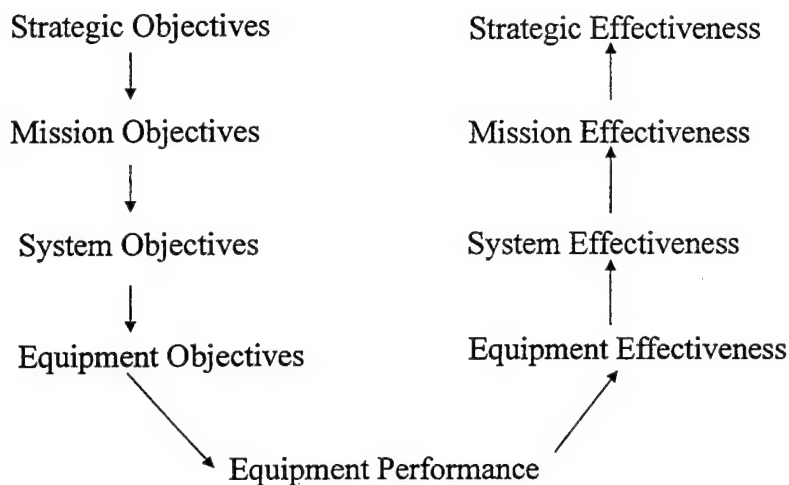 Strategic Objectives
Mission Objectives
System Objectives
Equipment Objectives
Equipment Performance
Equipment Effectiveness
System Effectiveness
Mission Effectiveness
Strategic Effectiveness